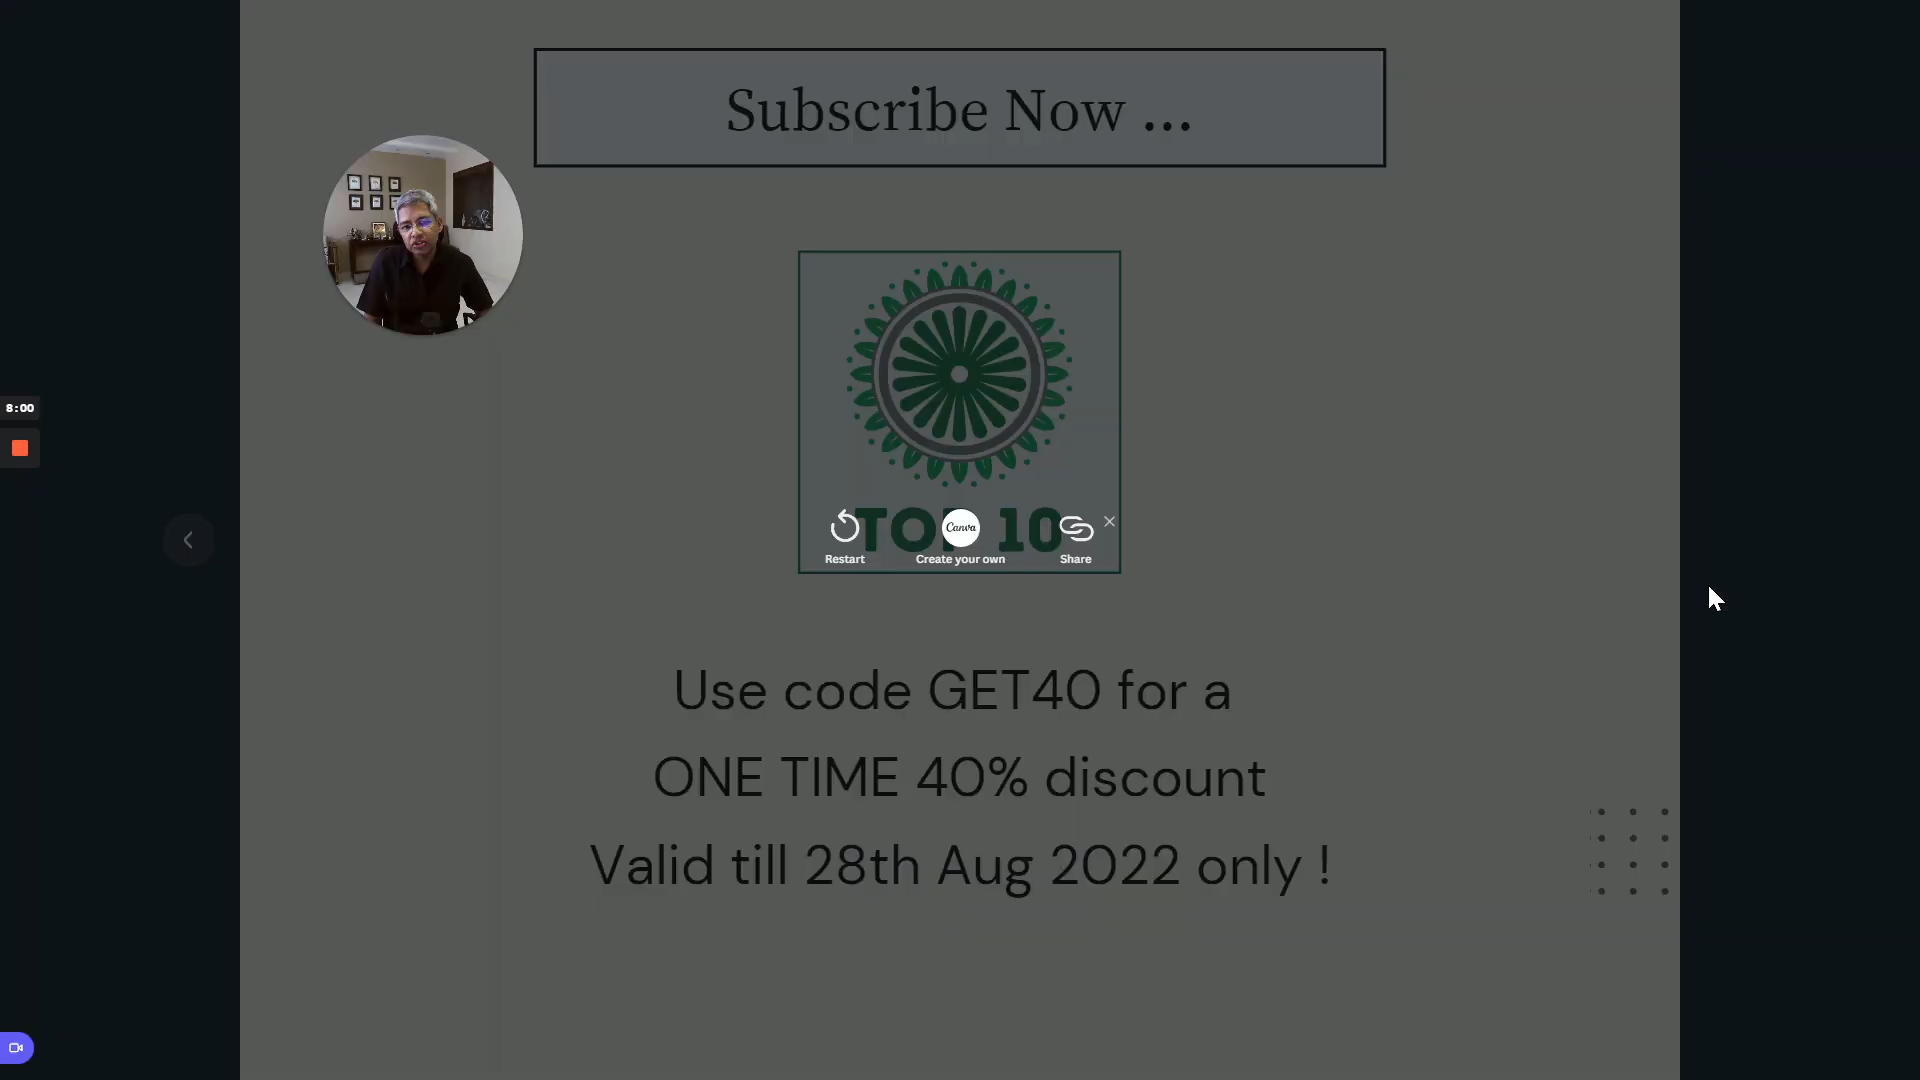 Subscribe Now ...
8:00
TOP 10
Canva
Restart
Create your own
Share
Use code GET40 for a
ONE TIME 40% discount
Valid till 28th Aug 2022 only !